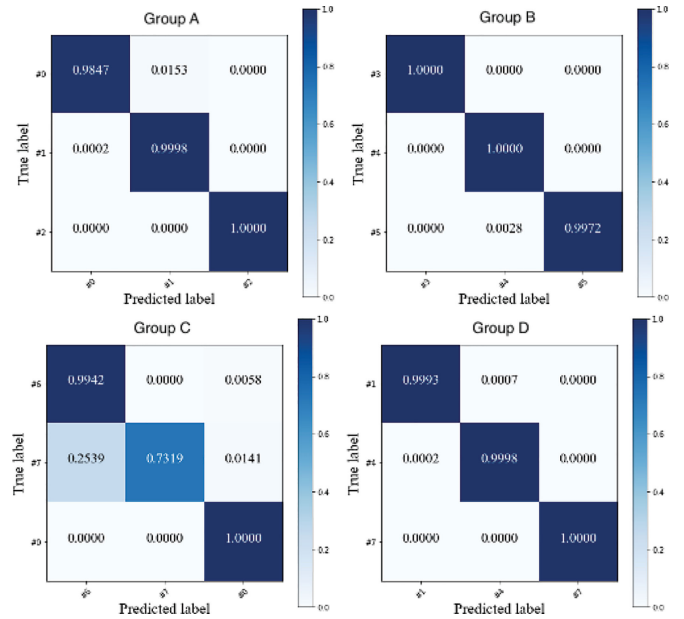 Group A
1.0
#0 0.9847 0.0153 0.0000
0.8
True label
0.6
#1 0.0002 0.9998 0.0000
0.4
#2 0.0000 0.0000 1.0000
0.2
0.0
#0 #1 #2
Predicted label
Group B
1.0
#3 1.0000 0.0000 0.0000
0.8
True label
0.6
#4 0.0000 1.0000 0.0000
0.4
#5 0.0000 0.0028 0.9972
0.2
0.0
#3 #4 #5
Predicted label
Group C
1.0
#6 0.9942 0.0000 0.0058
0.8
True label
0.6
#7 0.2539 0.7319 0.0141
0.4
#0 0.0000 0.0000 1.0000
0.2
0.0
#6 #7 #0
Predicted label
Group D
1.0
#1 0.9993 0.0007 0.0000
0.8
True label
0.6
#4 0.0002 0.9998 0.0000
0.4
#7 0.0000 0.0000 1.0000
0.2
0.0
#1 #4 #7
Predicted label